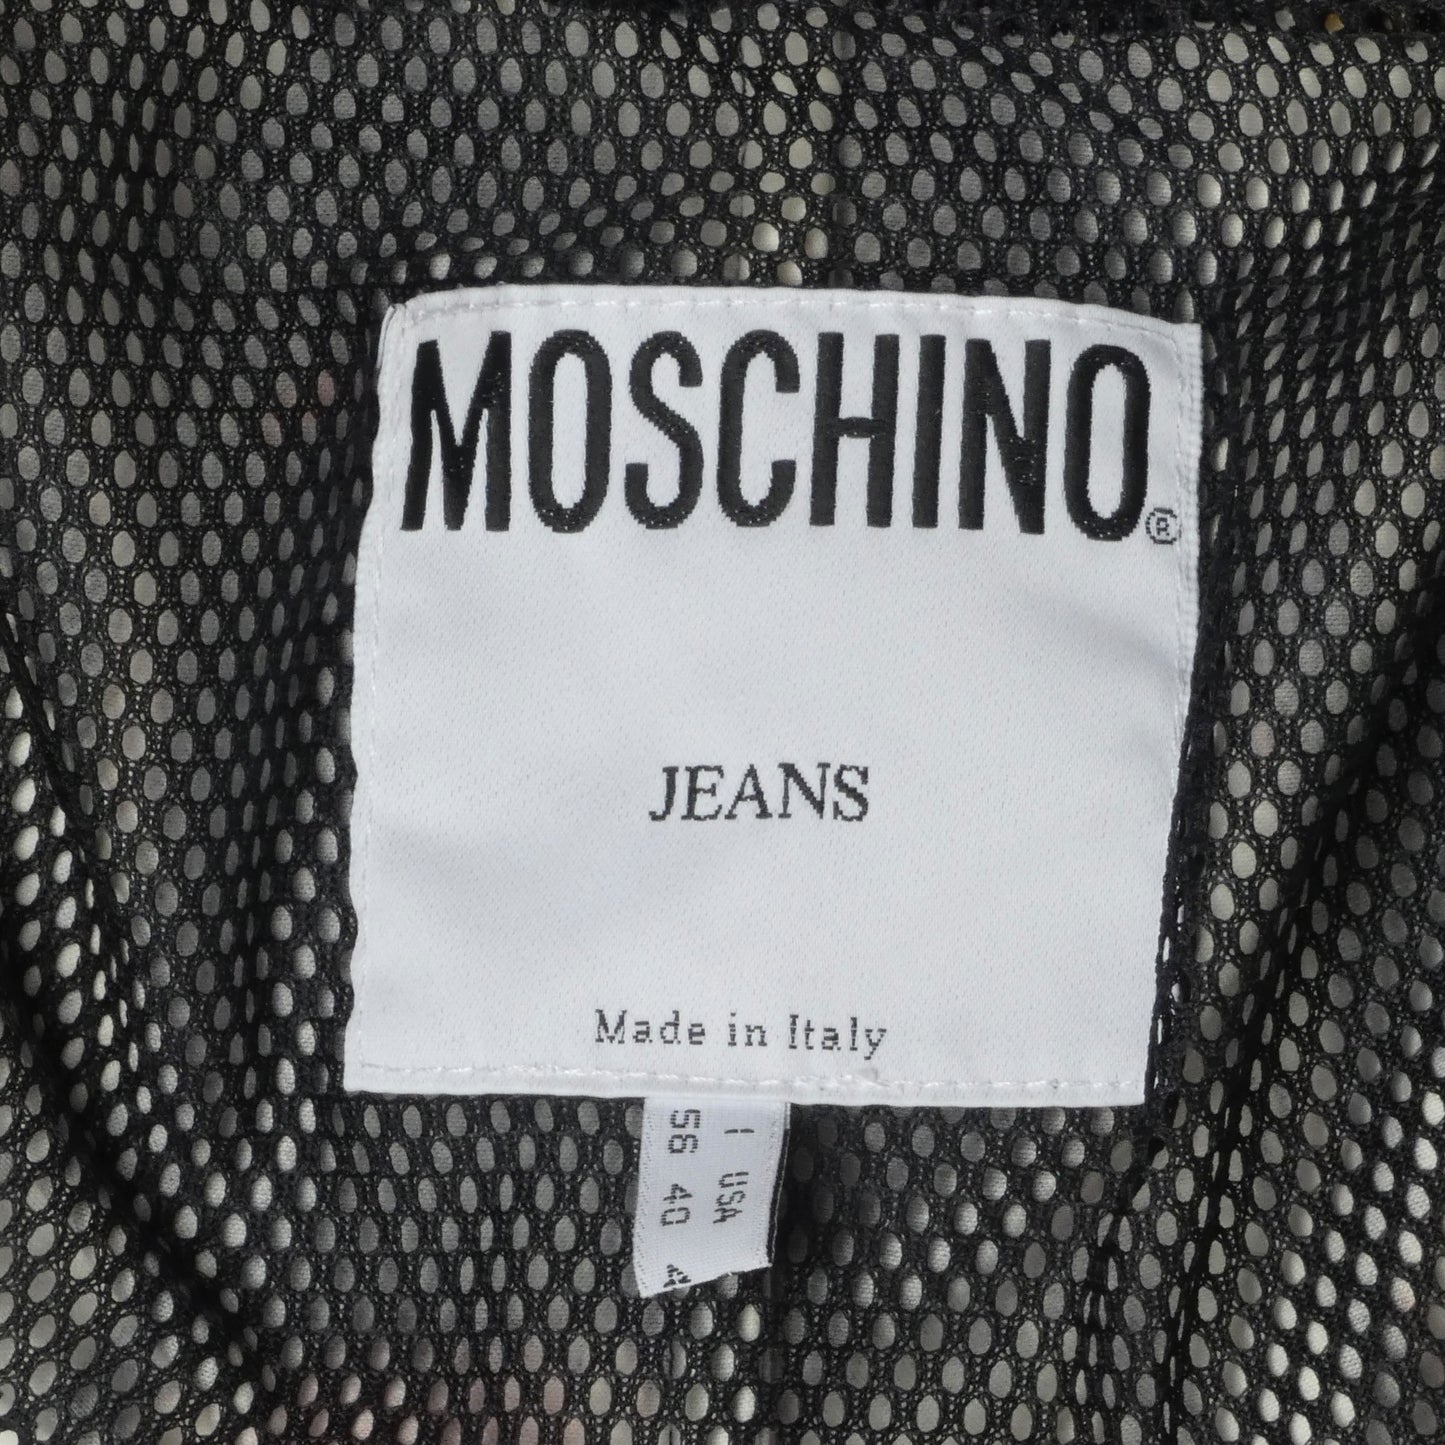 MOSCHINO®
JEANS
Made in Italy
I USA
56 40